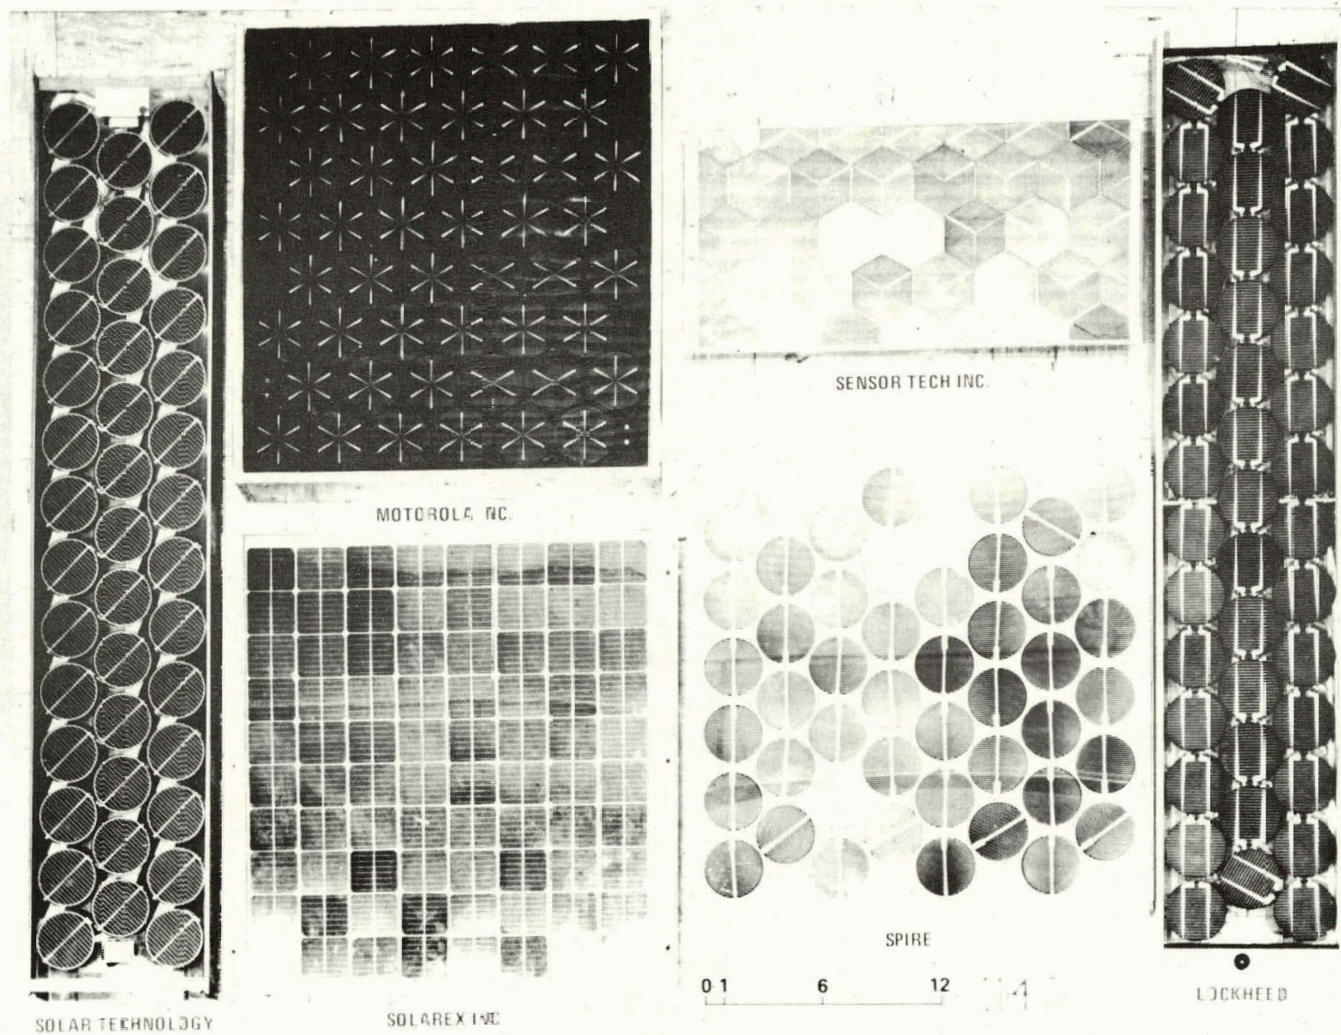 SENSOR TECH INC.
MOTOROLA INC.
SPIRE
0 1 6 12
LOCKHEED
SOLAR TECHNOLOGY
SOLAREX INC